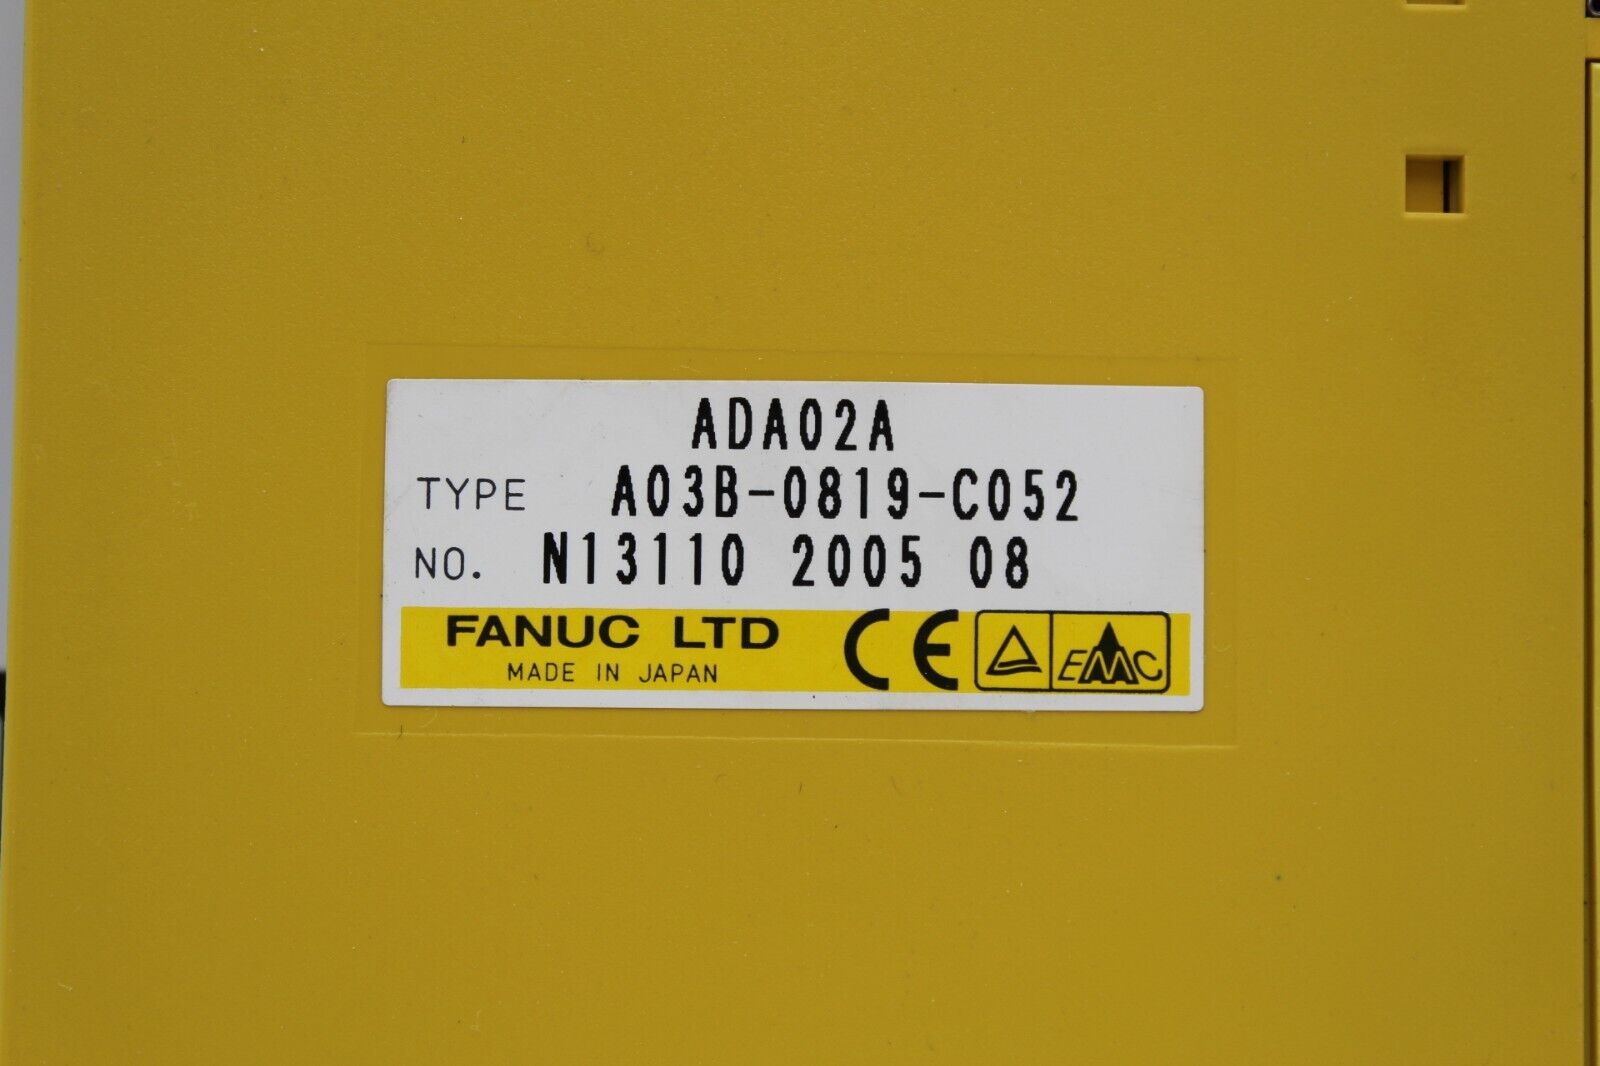 ADA02A
TYPE A03B-0819-C052
NO. N13110 2005 08
FANUC LTD CE EMC
MADE IN JAPAN